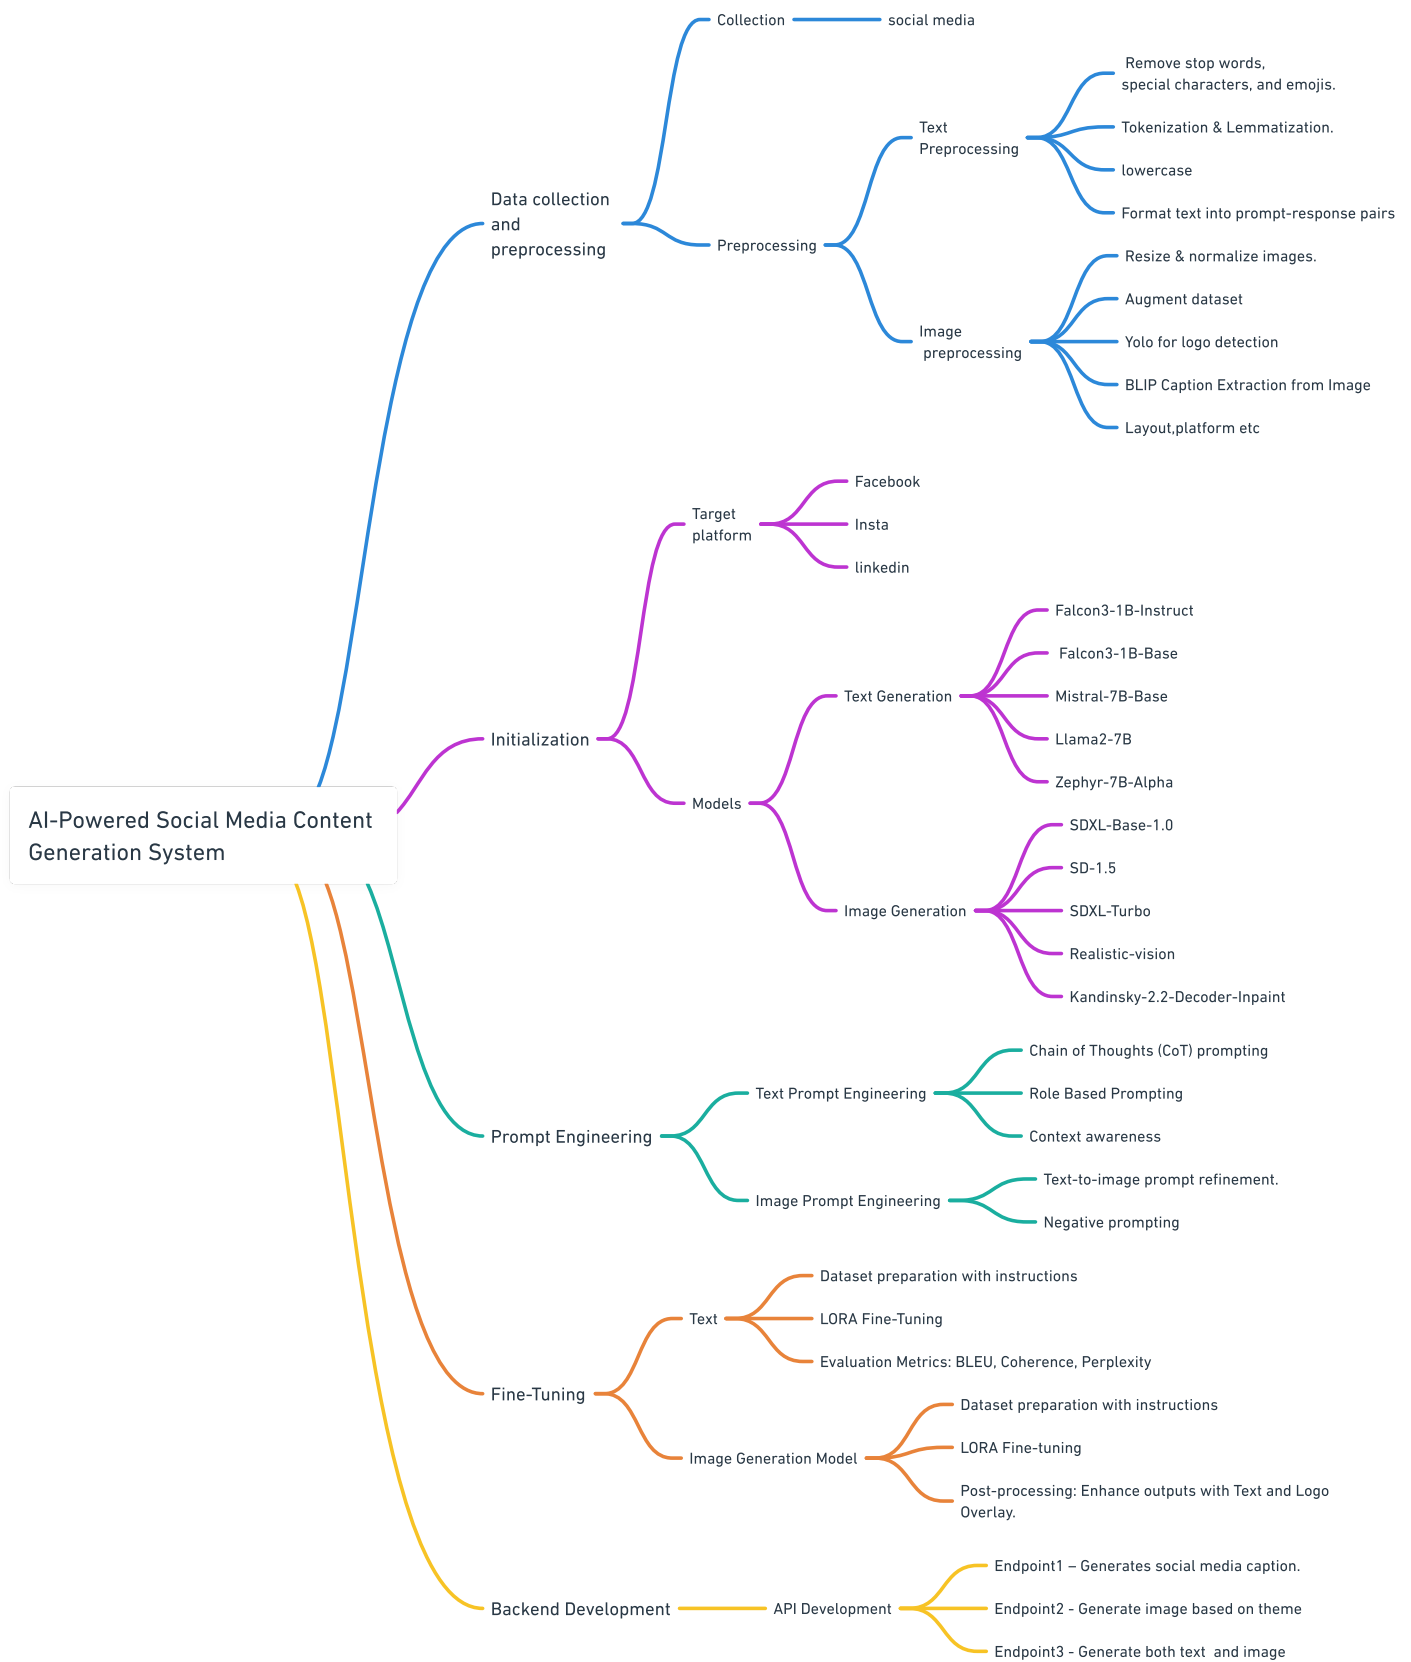 AI-Powered Social Media Content
Generation System
Data collection
and
preprocessing
Collection
social media
Preprocessing
Text
Preprocessing
Remove stop words,
special characters, and emojis.
Tokenization & Lemmatization.
lowercase
Format text into prompt-response pairs
Image
preprocessing
Resize & normalize images.
Augment dataset
Yolo for logo detection
BLIP Caption Extraction from Image
Layout,platform etc
Initialization
Target
platform
Facebook
Insta
linkedin
Models
Text Generation
Falcon3-1B-Instruct
Falcon3-1B-Base
Mistral-7B-Base
Llama2-7B
Zephyr-7B-Alpha
Image Generation
SDXL-Base-1.0
SD-1.5
SDXL-Turbo
Realistic-vision
Kandinsky-2.2-Decoder-Inpaint
Prompt Engineering
Text Prompt Engineering
Chain of Thoughts (CoT) prompting
Role Based Prompting
Context awareness
Image Prompt Engineering
Text-to-image prompt refinement.
Negative prompting
Fine-Tuning
Text
Dataset preparation with instructions
LORA Fine-Tuning
Evaluation Metrics: BLEU, Coherence, Perplexity
Image Generation Model
Dataset preparation with instructions
LORA Fine-tuning
Post-processing: Enhance outputs with Text and Logo
Overlay.
Backend Development
API Development
Endpoint1 – Generates social media caption.
Endpoint2 - Generate image based on theme
Endpoint3 - Generate both text  and image